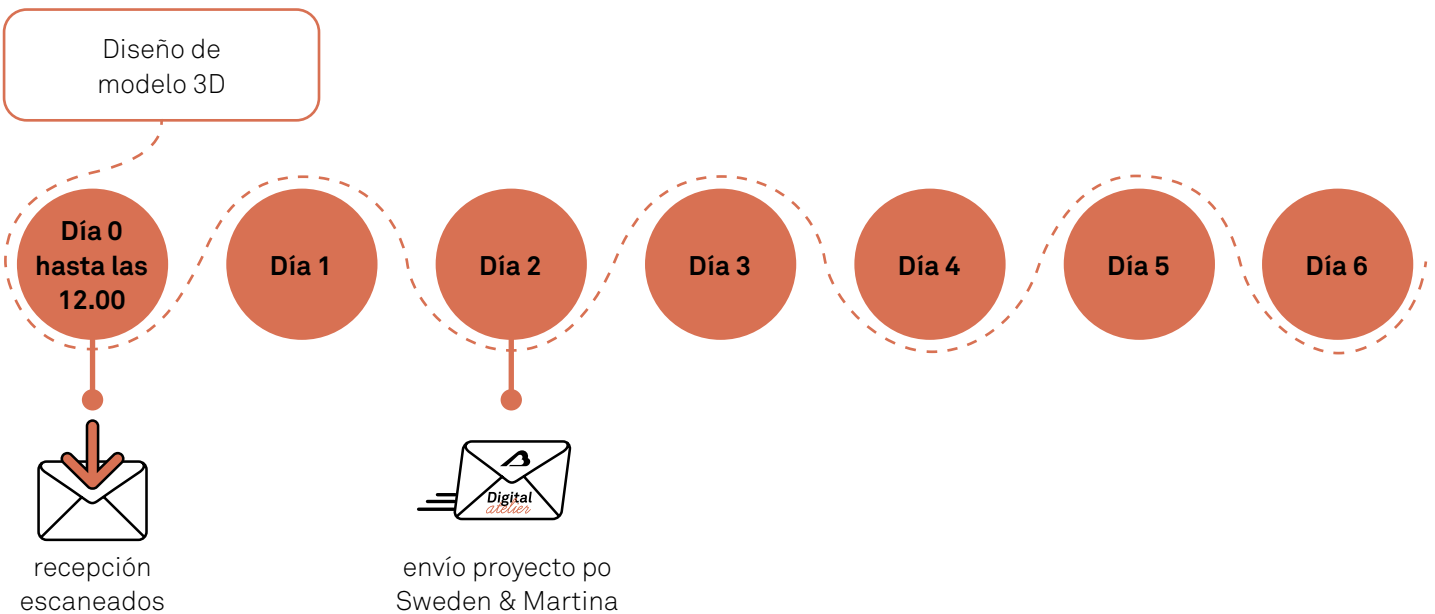 Diseño de
modelo 3D
Día 0
hasta las
12.00
Día 1
Día 2
Día 3
Día 4
Día 5
Día 6
Digital
atelier
recepción
escaneados
envío proyecto po
Sweden & Martina